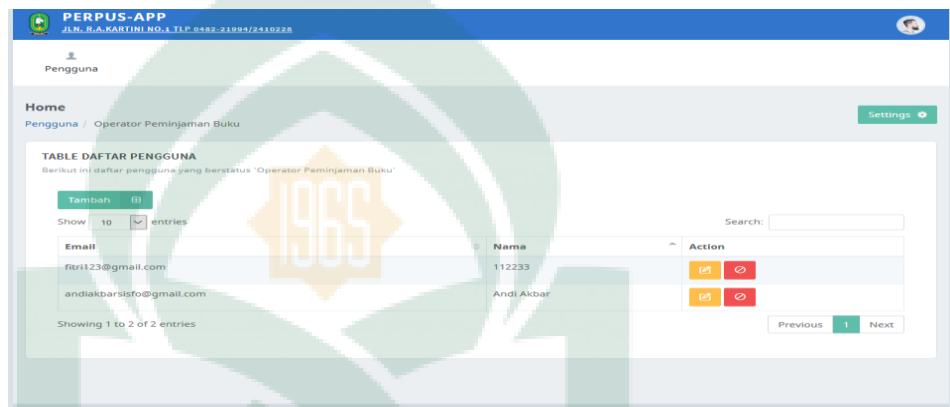 PERPUS-APP
JLN. R.A.KARTINI NO.1 TLP 0482-21994/2410228
Pengguna
Home
Pengguna / Operator Peminjaman Buku
Settings
TABLE DAFTAR PENGGUNA
Berikut ini daftar pengguna yang berstatus 'Operator Peminjaman Buku'
Tambah
Show 10 entries
Search:
Email Nama Action
fitri123@gmail.com 112233
andiakbarsisfo@gmail.com Andi Akbar
Showing 1 to 2 of 2 entries
Previous 1 Next
1965